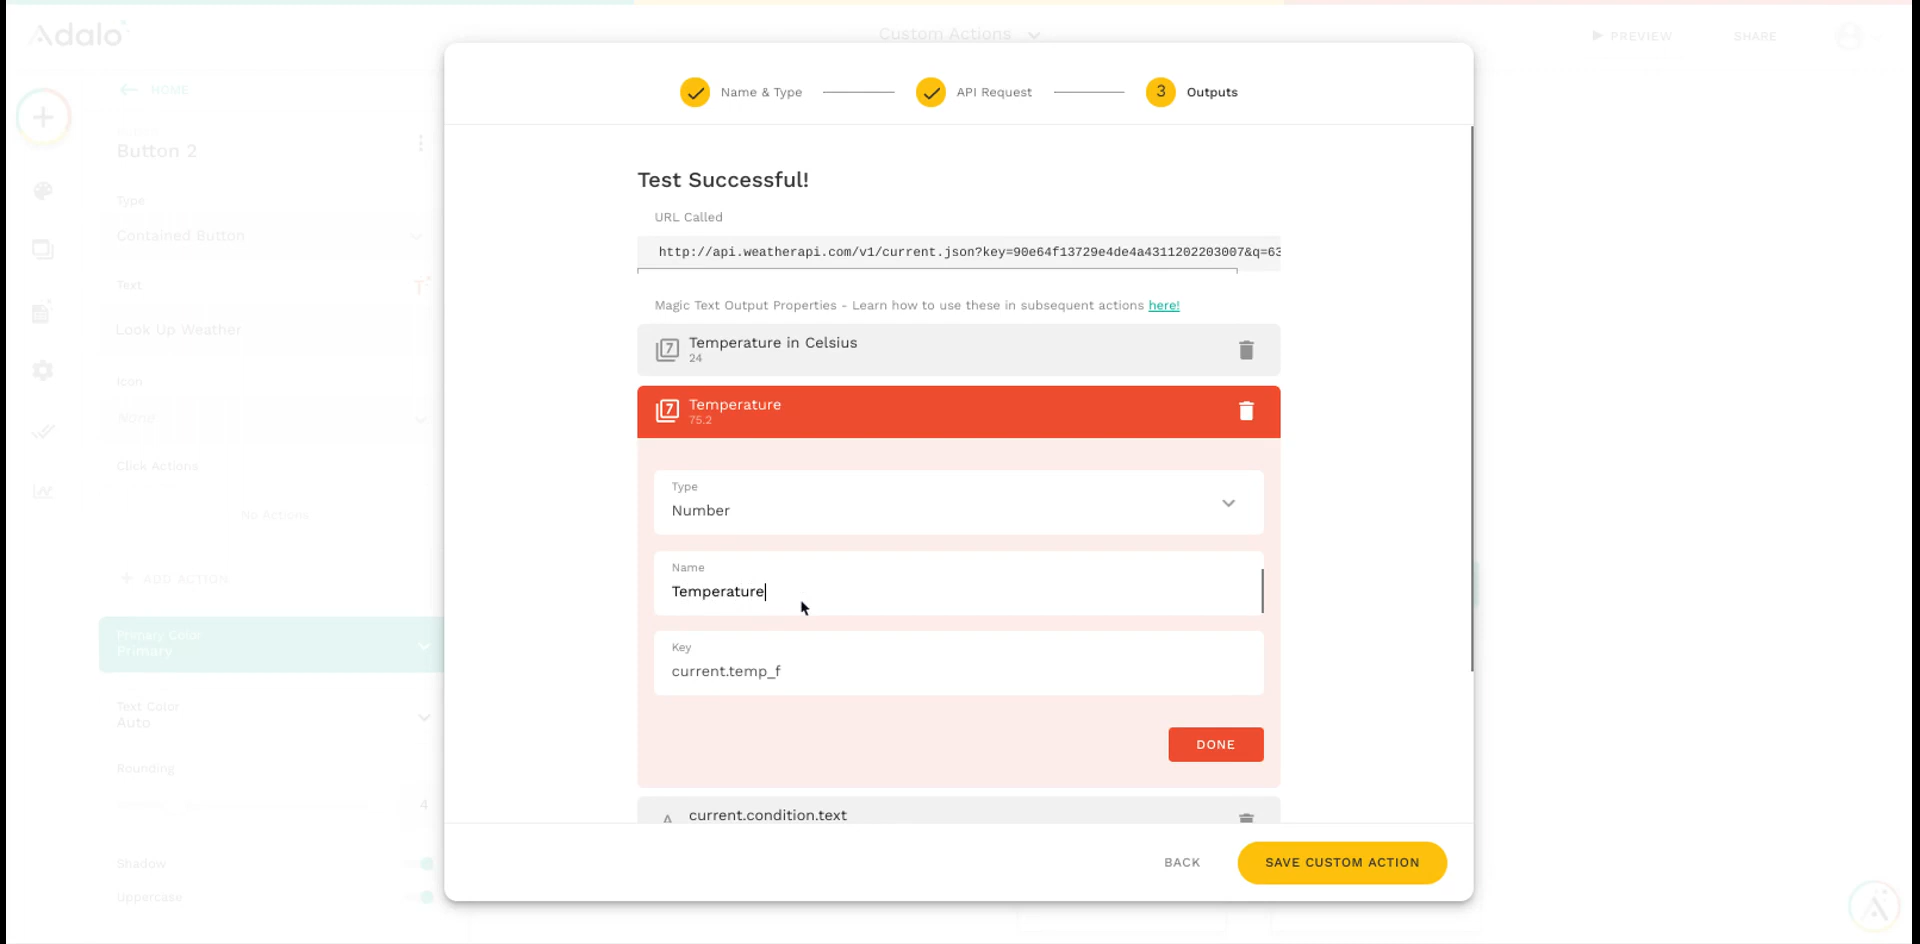 Adalo
Custom Actions
PREVIEW
SHARE
HOME
Button 2
Type
Contained Button
Text
Look Up Weather
Icon
None
Click Actions
No Actions
ADD ACTION
Primary Color
Primary
Text Color
Auto
Rounding
4
Shadow
Uppercase
Name & Type
API Request
3
Outputs
Test Successful!
URL Called
http://api.weatherapi.com/v1/current.json?key=90e64f13729e4de4a4311202203007&q=63
Magic Text Output Properties - Learn how to use these in subsequent actions here!
7
Temperature in Celsius
24
7
Temperature
75.2
Type
Number
Name
Temperature
Key
current.temp_f
DONE
A
current.condition.text
BACK
SAVE CUSTOM ACTION